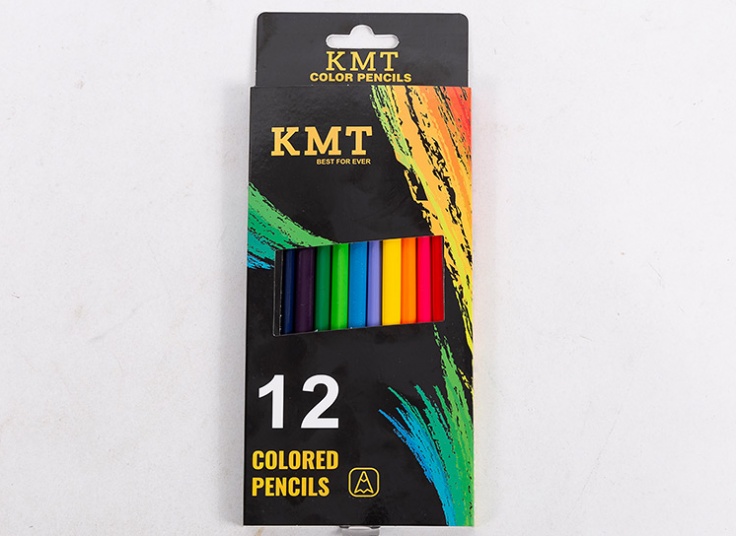 KMT
COLOR PENCILS
KMT
BEST FOR EVER
12
COLORED
PENCILS